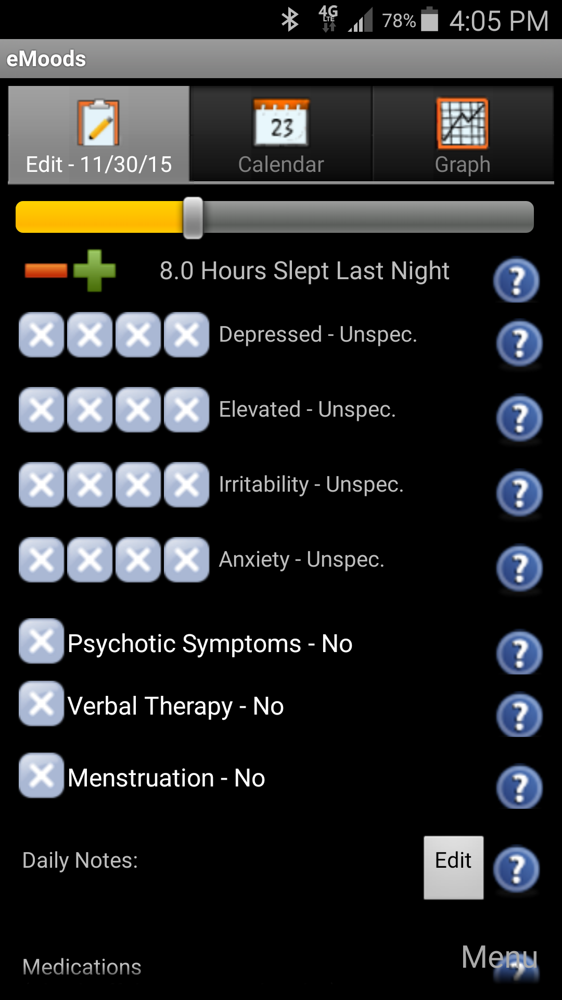 4G LTE 78% 4:05 PM
eMoods
Edit - 11/30/15 Calendar Graph
23
8.0 Hours Slept Last Night
Depressed - Unspec.
Elevated - Unspec.
Irritability - Unspec.
Anxiety - Unspec.
Psychotic Symptoms - No
Verbal Therapy - No
Menstruation - No
Daily Notes: Edit
Menu
Medications